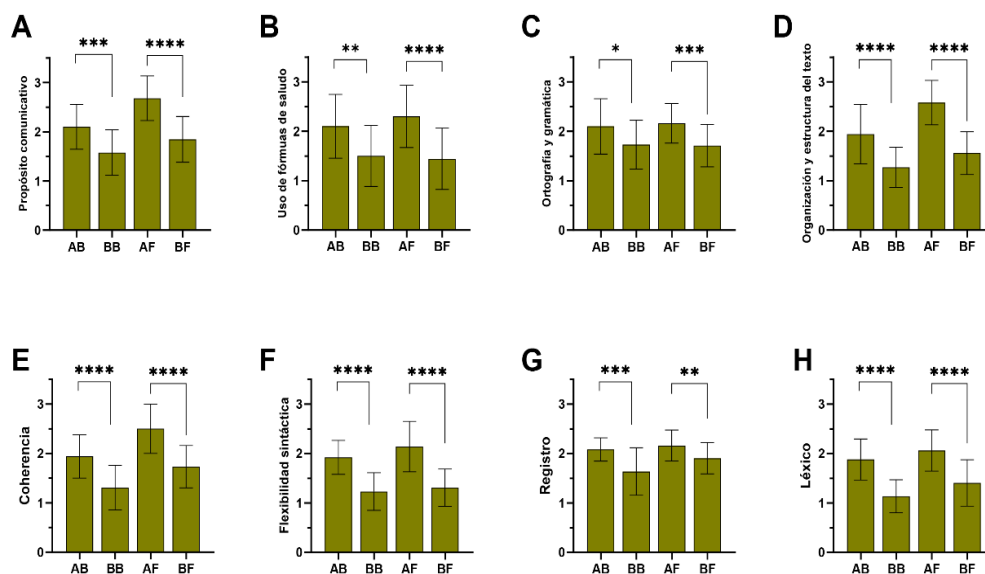 A
Propósito comunicativo
*** ****
3
2
1
0
AB BB AF BF
B
Uso de fórmuas de saludo
** ****
3
2
1
0
AB BB AF BF
C
Ortografía y gramática
* ***
3
2
1
0
AB BB AF BF
D
Organización y estructura del texto
**** ****
3
2
1
0
AB BB AF BF
E
Coherencia
**** ****
3
2
1
0
AB BB AF BF
F
Flexibilidad sintáctica
**** ****
3
2
1
0
AB BB AF BF
G
Registro
*** **
3
2
1
0
AB BB AF BF
H
Léxico
**** ****
3
2
1
0
AB BB AF BF